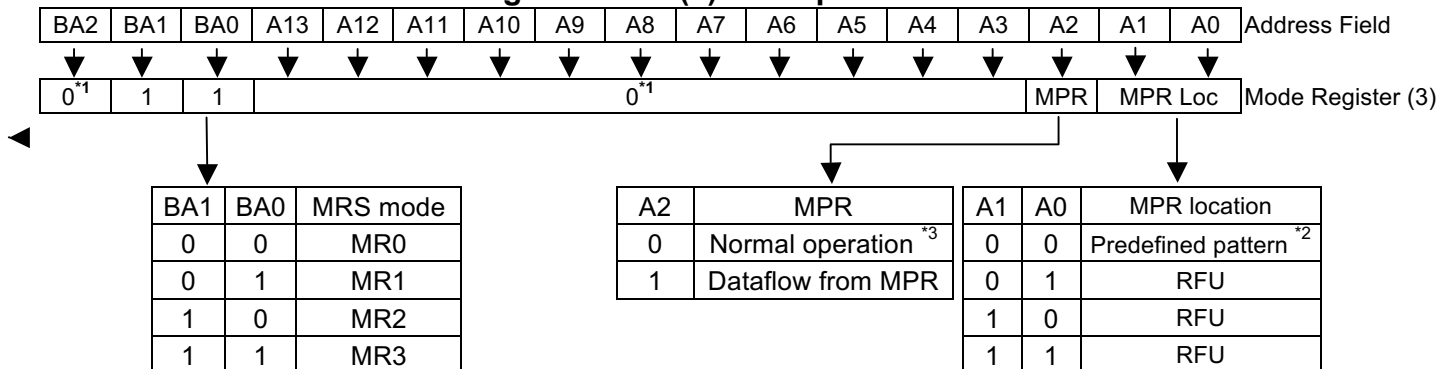 BA2 BA1 BA0 A13 A12 A11 A10 A9 A8 A7 A6 A5 A4 A3 A2 A1 A0 Address Field
0*1 1 1 0*1 MPR MPR Loc Mode Register (3)
BA1 BA0 MRS mode
0 0 MR0
0 1 MR1
1 0 MR2
1 1 MR3
A2 MPR
0 Normal operation *3
1 Dataflow from MPR
A1 A0 MPR location
0 0 Predefined pattern *2
0 1 RFU
1 0 RFU
1 1 RFU